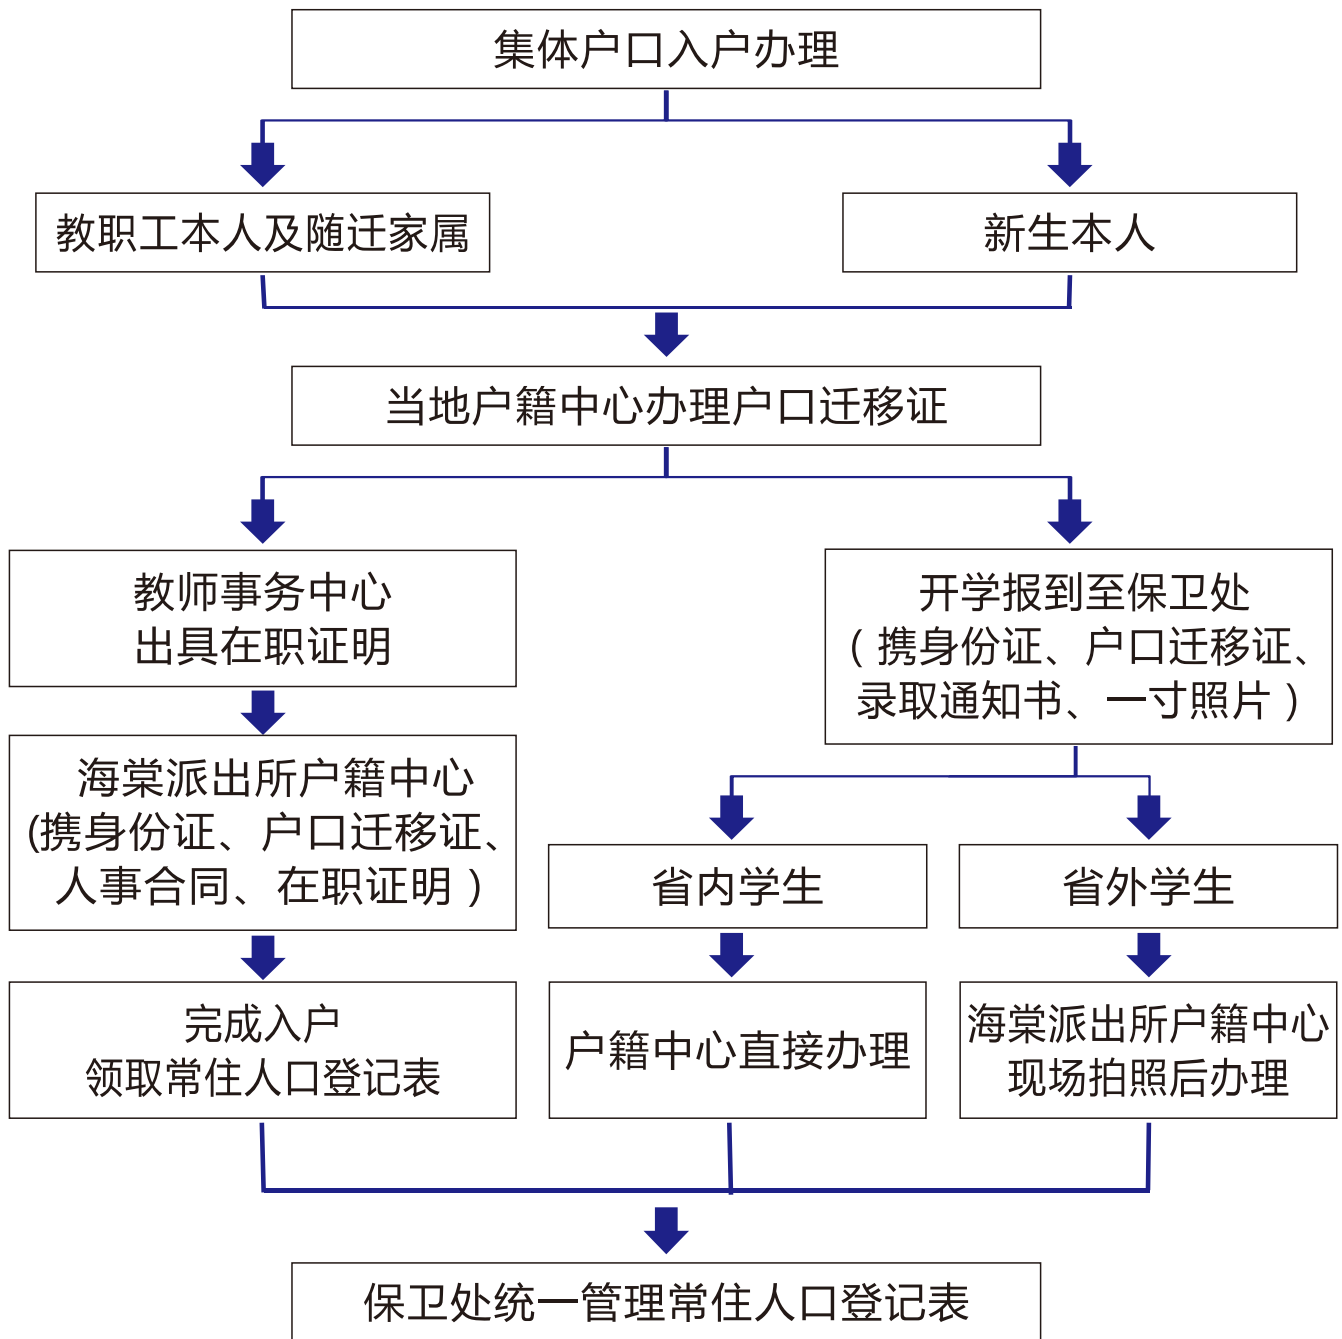 集体户口入户办理
教职工本人及随迁家属
新生本人
当地户籍中心办理户口迁移证
教师事务中心
出具在职证明
开学报到至保卫处
（携身份证、户口迁移证、
录取通知书、一寸照片）
海棠派出所户籍中心
(携身份证、户口迁移证、
人事合同、在职证明）
省内学生
省外学生
完成入户
领取常住人口登记表
户籍中心直接办理
海棠派出所户籍中心
现场拍照后办理
保卫处统一管理常住人口登记表